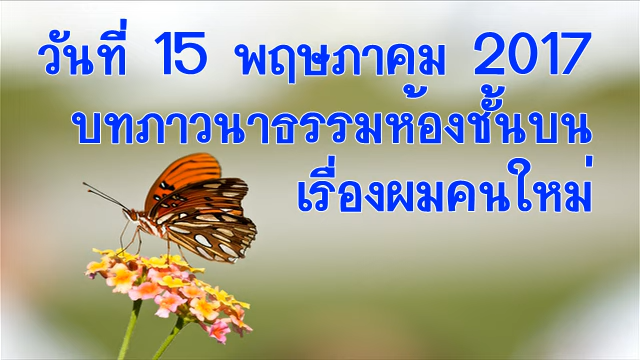 วันที่ 15 พฤษภาคม 2017
บทภาวนาธรรมห้องชั้นบน
เรื่องผมคนใหม่